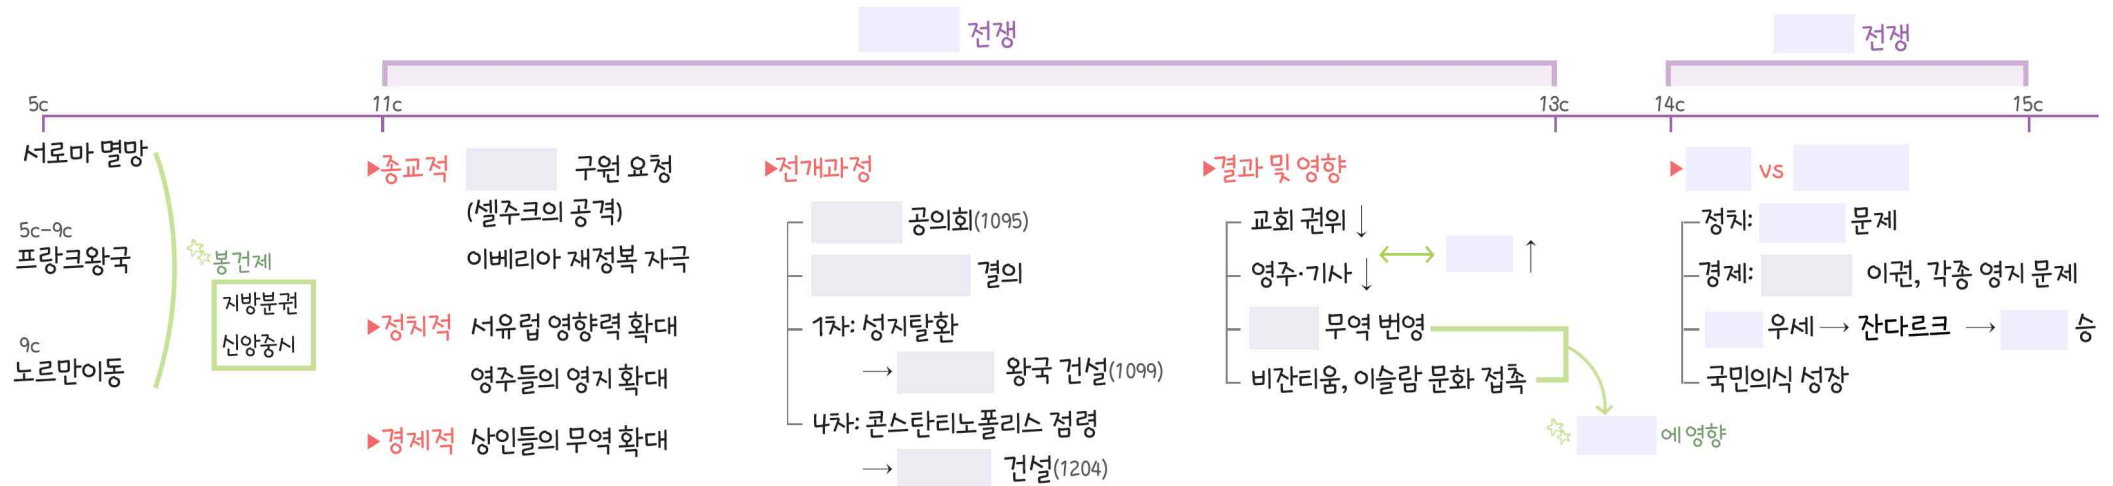 전쟁
전쟁
5c
11c
13c
14c
15c
서로마 멸망
5c-9c
프랑크왕국
9c
노르만이동
봉건제
지방분권
신앙중시
▶종교적 구원 요청
(셀주크의 공격)
이베리아 재정복 자극
▶정치적 서유럽 영향력 확대
영주들의 영지 확대
▶경제적 상인들의 무역 확대
▶전개과정
공의회(1095)
결의
1차: 성지탈환
→ 왕국 건설(1099)
4차: 콘스탄티노폴리스 점령
→ 건설(1204)
▶결과 및 영향
교회 권위↓
영주·기사↓ ↔ ↑
무역 번영
비잔티움, 이슬람 문화 접촉
에 영향
▶ vs
정치: 문제
경제: 이권, 각종 영지 문제
우세→ 잔다르크 → 승
국민의식 성장